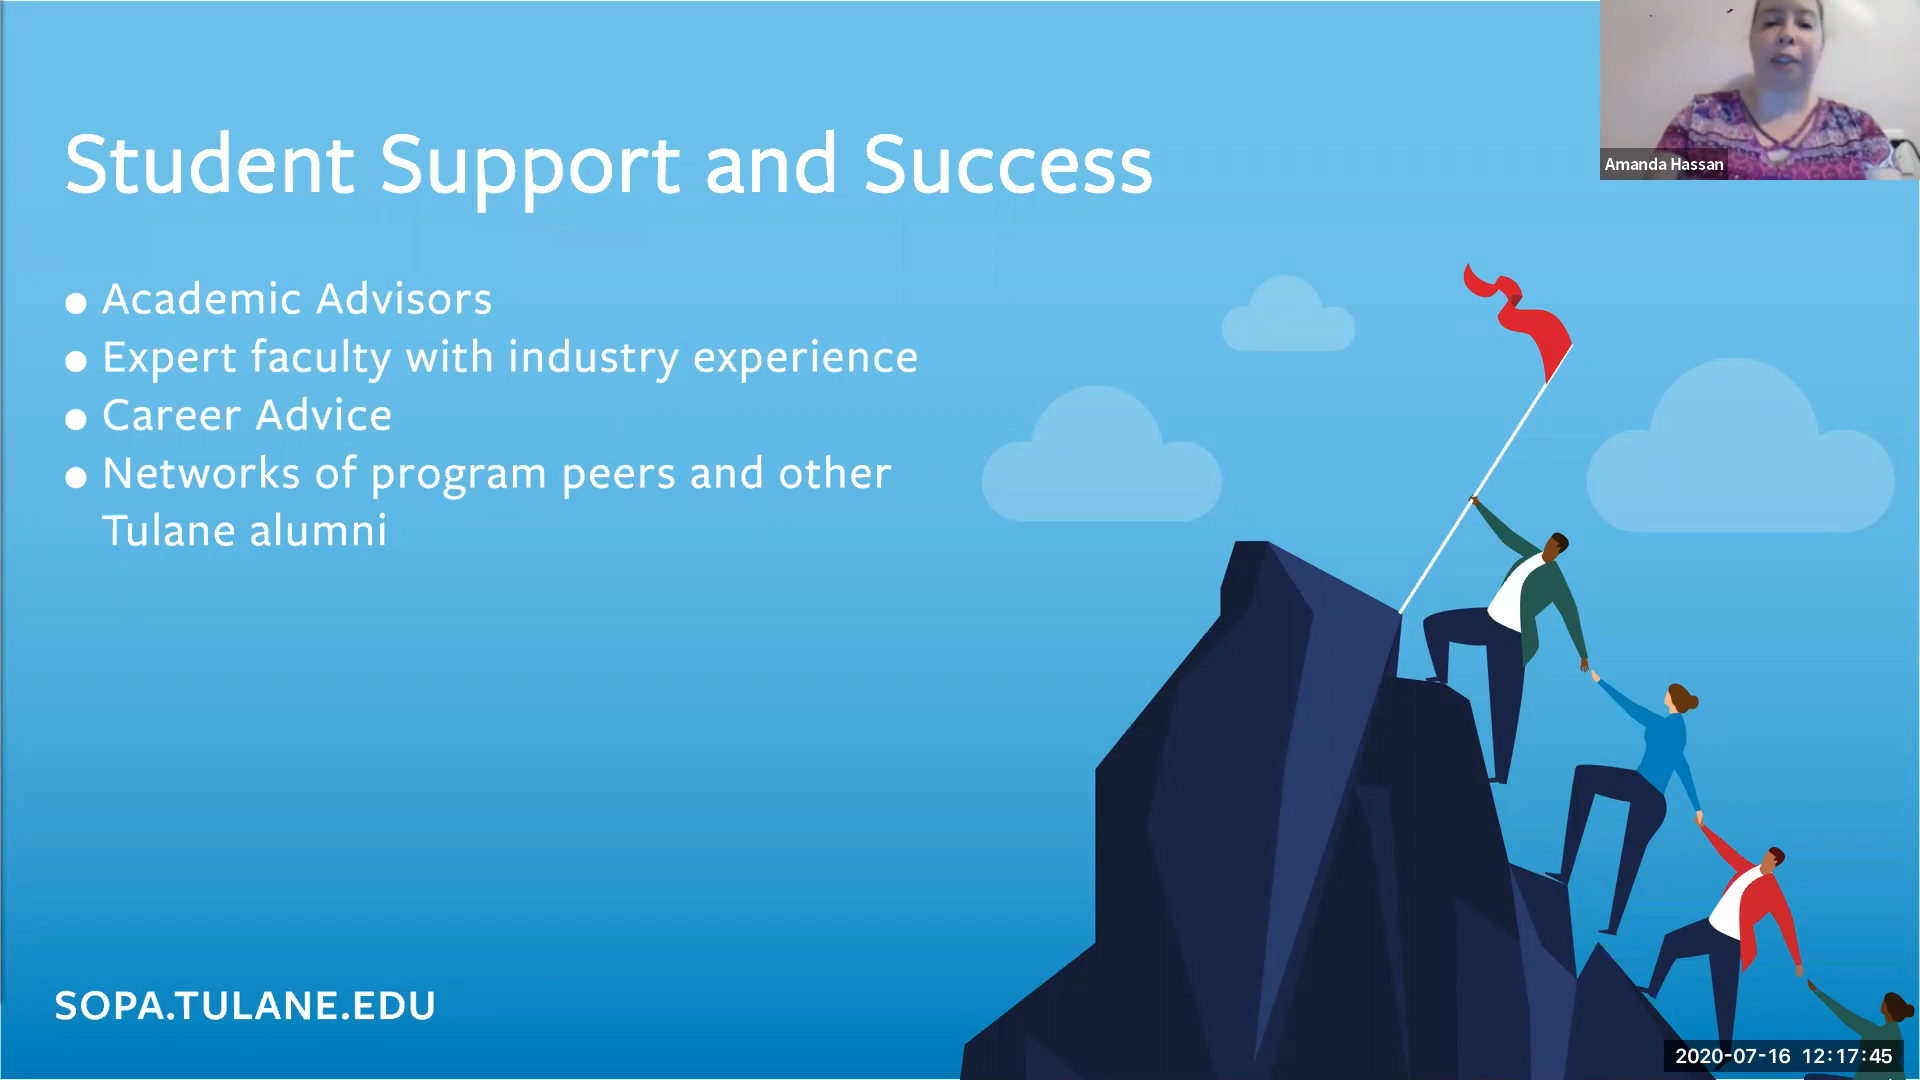 Student Support and Success
● Academic Advisors
● Expert faculty with industry experience
● Career Advice
● Networks of program peers and other
Tulane alumni
SOPA.TULANE.EDU
Amanda Hassan
2020-07-16 12:17:45